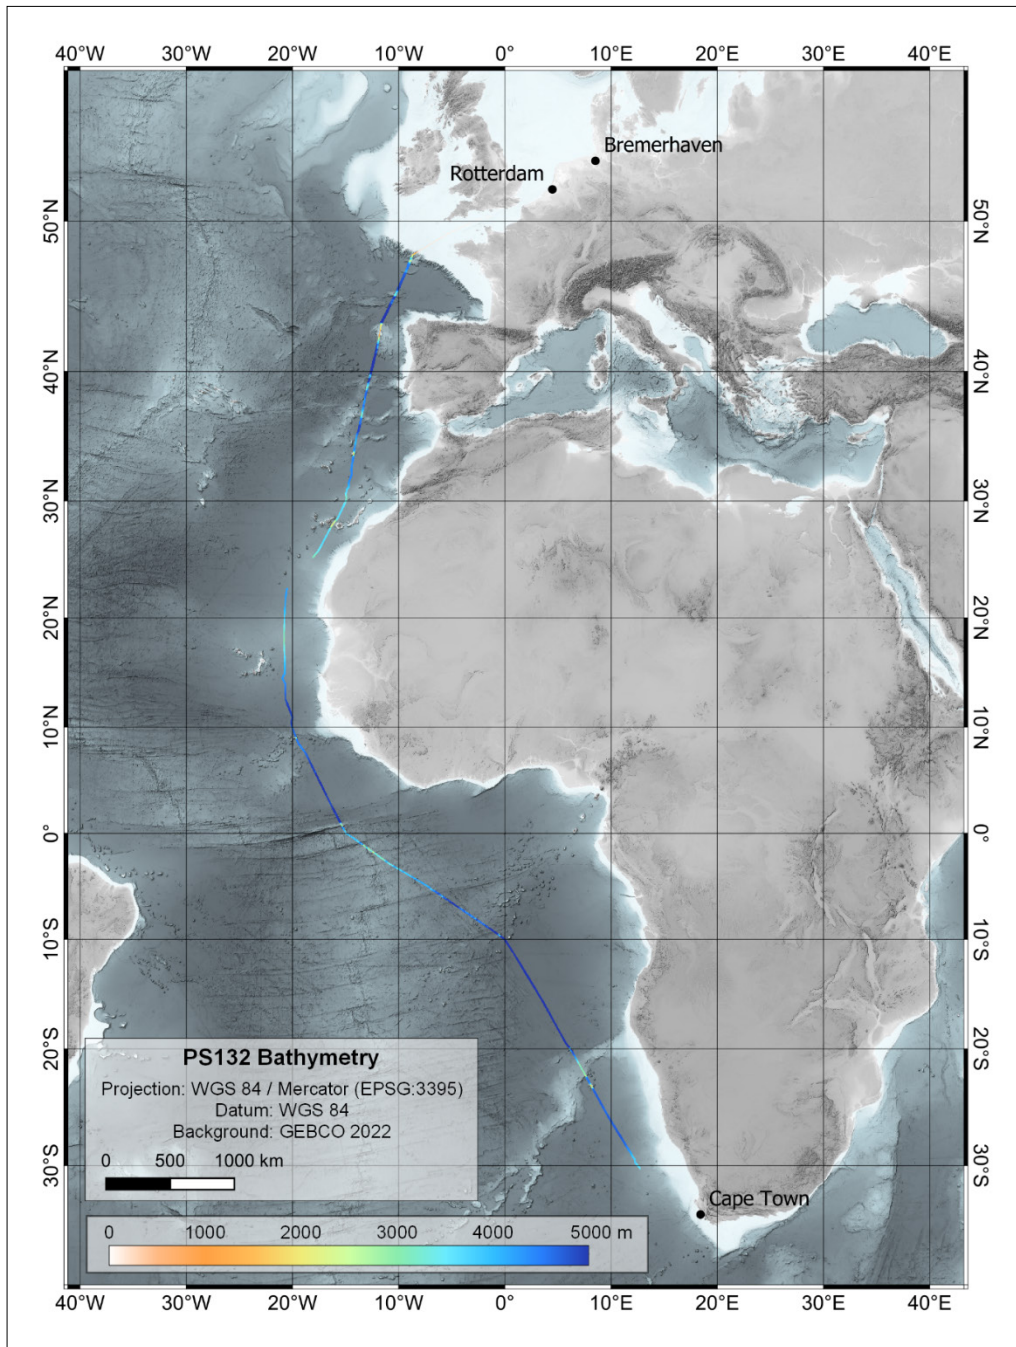 40°W 30°W 20°W 10°W 0° 10°E 20°E 30°E 40°E
Bremerhaven
Rotterdam
50°N 50°N
40°N 40°N
30°N 30°N
20°N 20°N
10°N 10°N
0° 0°
10°S 10°S
20°S 20°S
30°S 30°S
PS132 Bathymetry
Projection: WGS 84 / Mercator (EPSG:3395)
Datum: WGS 84
Background: GEBCO 2022
0 500 1000 km
Cape Town
0 1000 2000 3000 4000 5000 m
40°W 30°W 20°W 10°W 0° 10°E 20°E 30°E 40°E